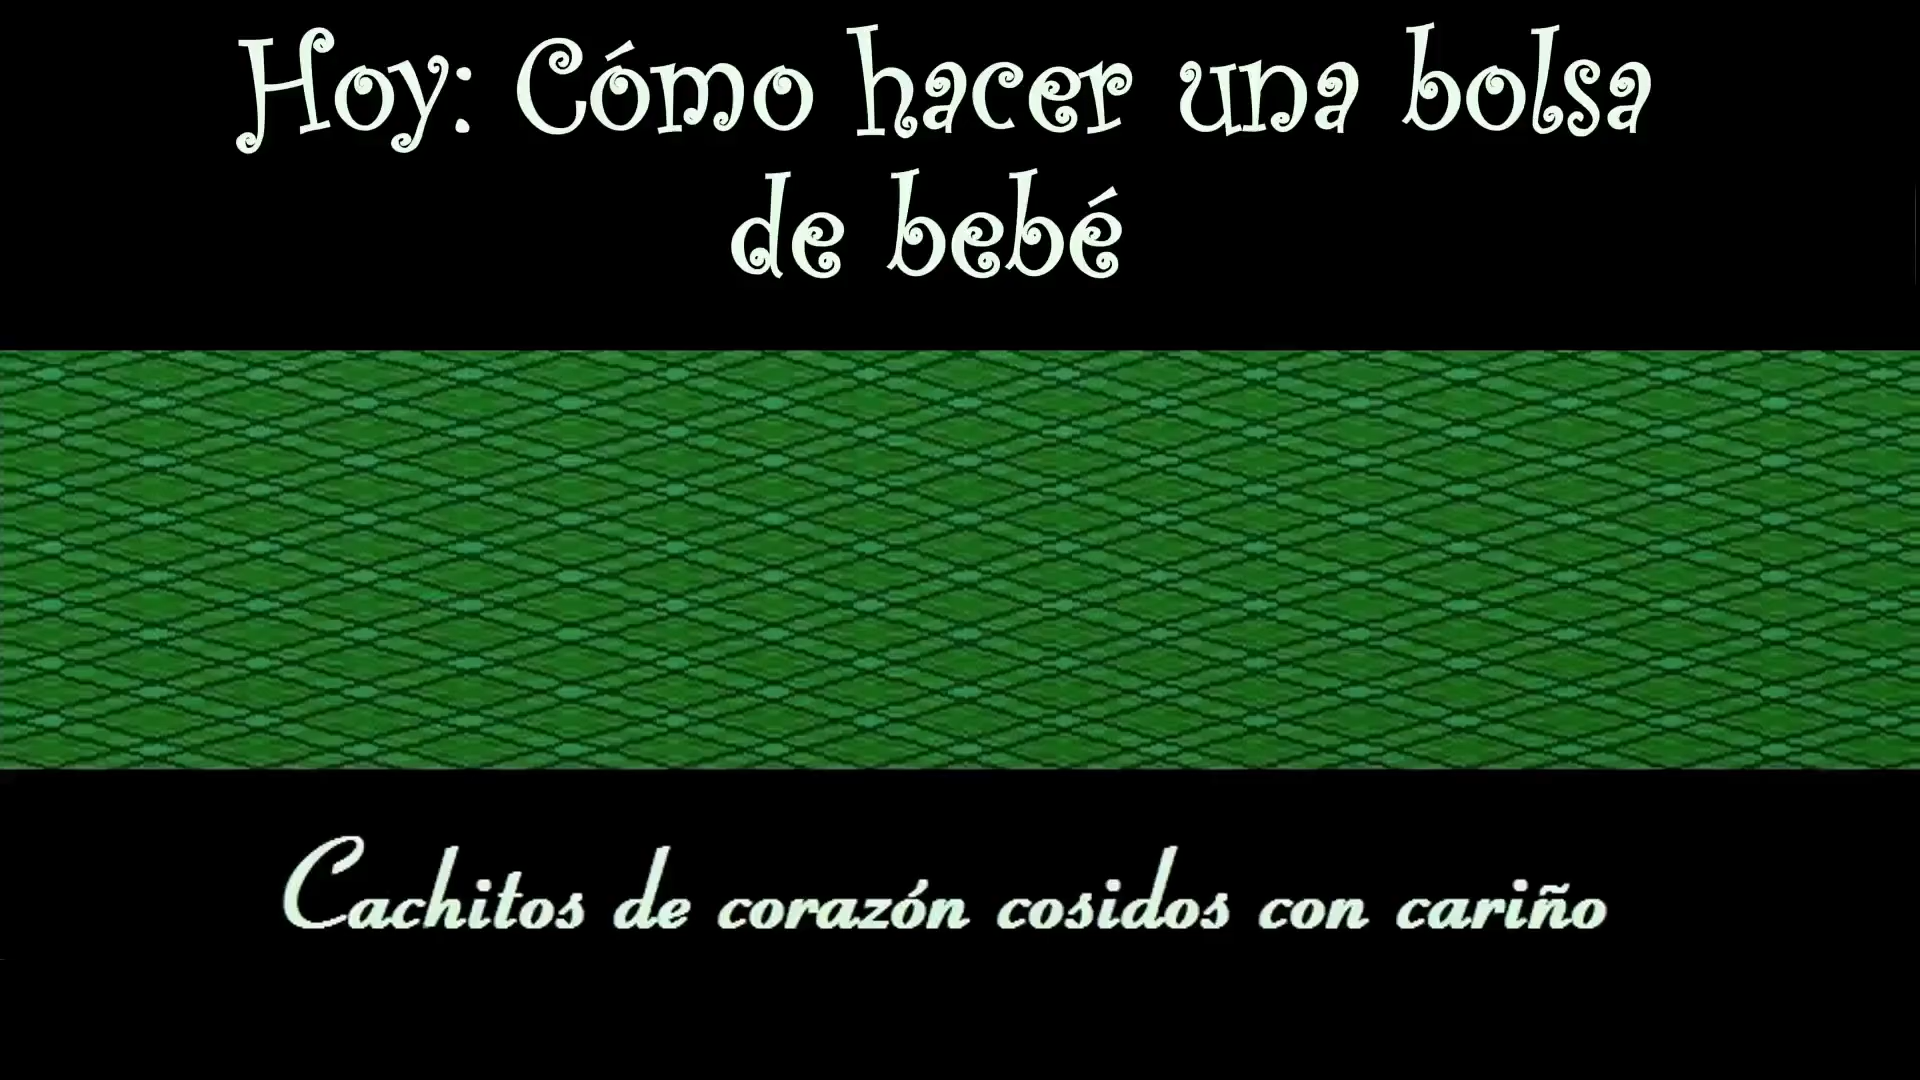 Hoy: Cómo hacer una bolsa
de bebé
Cachitos de corazón cosidos con cariño